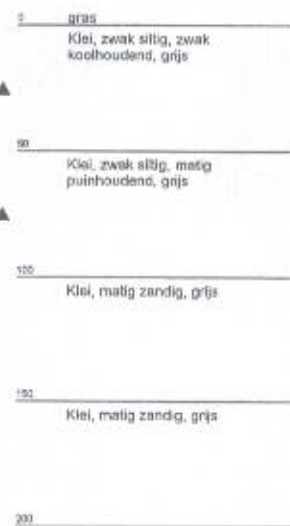 0 gras
Klei, zwak siltig, zwak
koolhoudend, grijs
50
Klei, zwak siltig, matig
puinhoudend, grijs
100
Klei, matig zandig, grijs
150
Klei, matig zandig, grijs
200